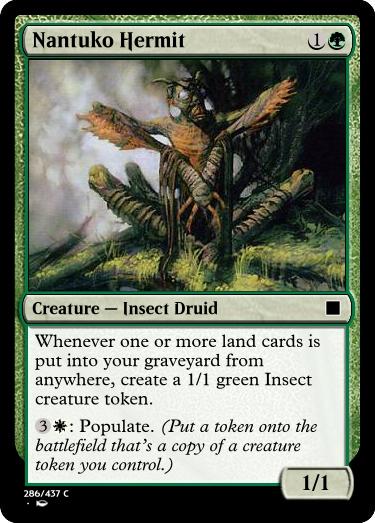 Nantuko Hermit 1
Creature — Insect Druid
Whenever one or more land cards is
put into your graveyard from
anywhere, create a 1/1 green Insect
creature token.
3: Populate. (Put a token onto the
battlefield that's a copy of a creature
token you control.)
1/1
286/437 C